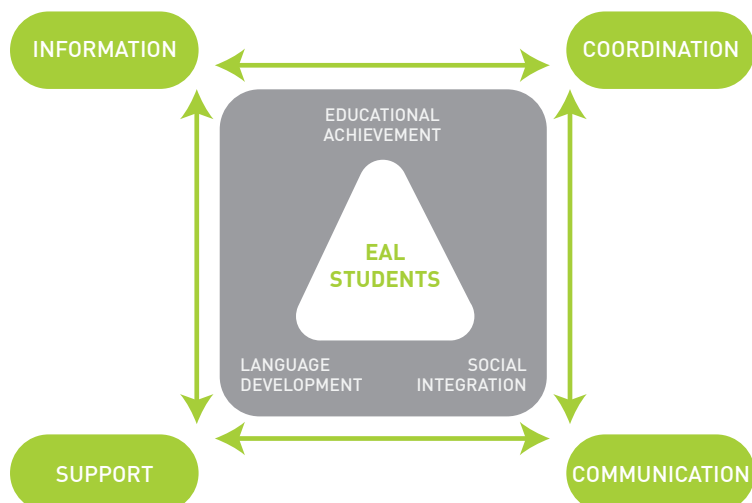 INFORMATION
COORDINATION
EDUCATIONAL
ACHIEVEMENT
EAL
STUDENTS
LANGUAGE
DEVELOPMENT
SOCIAL
INTEGRATION
SUPPORT
COMMUNICATION